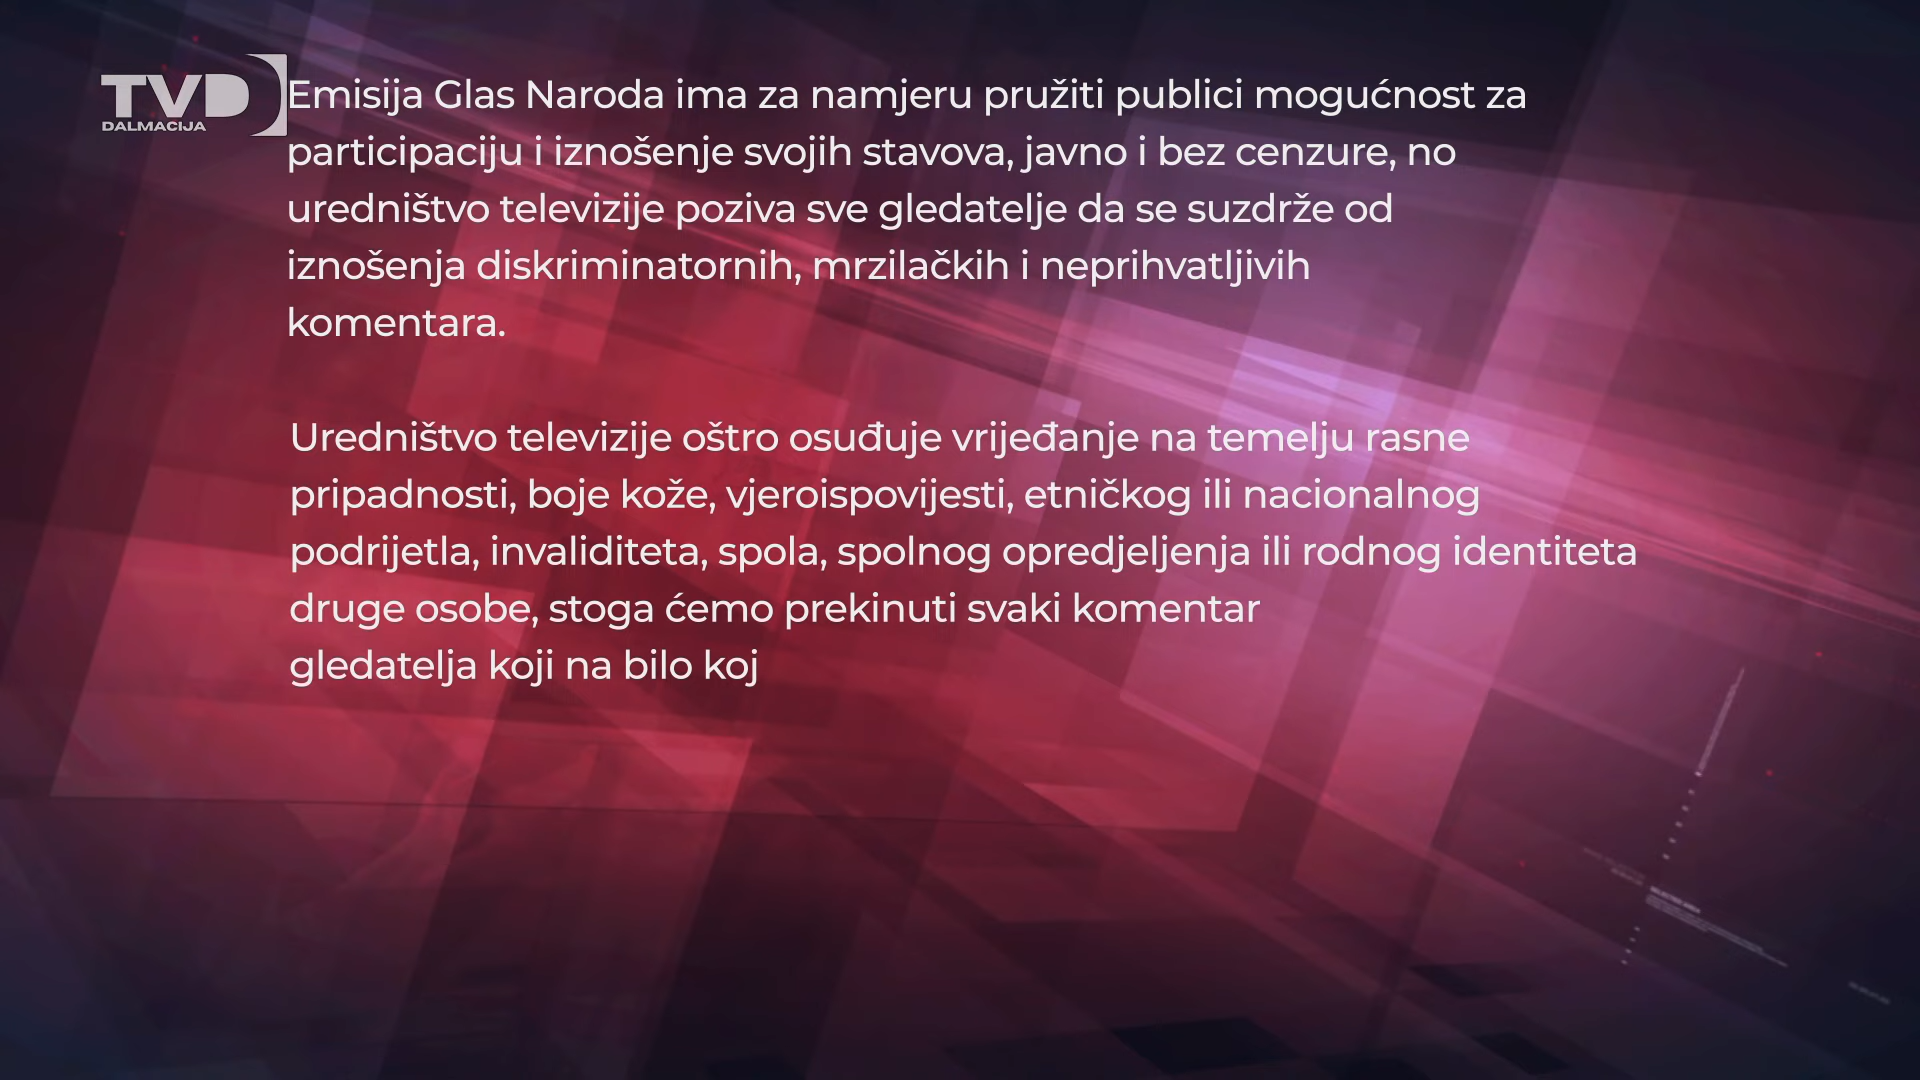 TVD
DALMACIJA
Emisija Glas Naroda ima za namjeru pružiti publici mogućnost za
participaciju i iznošenje svojih stavova, javno i bez cenzure, no
uredništvo televizije poziva sve gledatelje da se suzdrže od
iznošenja diskriminatornih, mrzilačkih i neprihvatljivih
komentara.
Uredništvo televizije oštro osuđuje vrijeđanje na temelju rasne
pripadnosti, boje kože, vjeroispovijesti, etničkog ili nacionalnog
podrijetla, invaliditeta, spola, spolnog opredjeljenja ili rodnog identiteta
druge osobe, stoga ćemo prekinuti svaki komentar
gledatelja koji na bilo koj